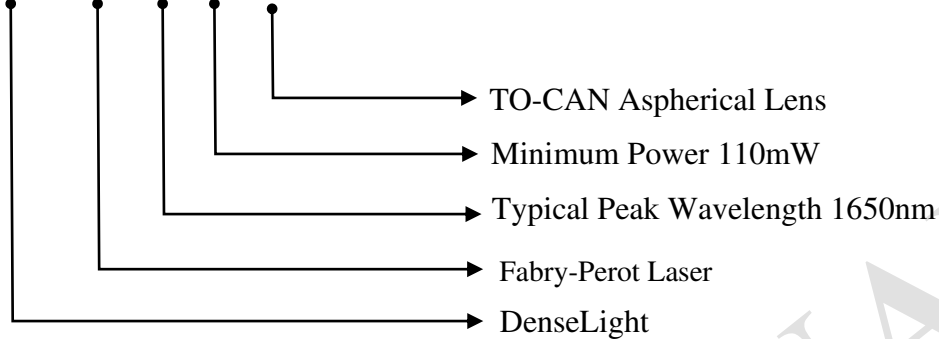 TO-CAN Aspherical Lens
Minimum Power 110mW
Typical Peak Wavelength 1650nm
Fabry-Perot Laser
DenseLight